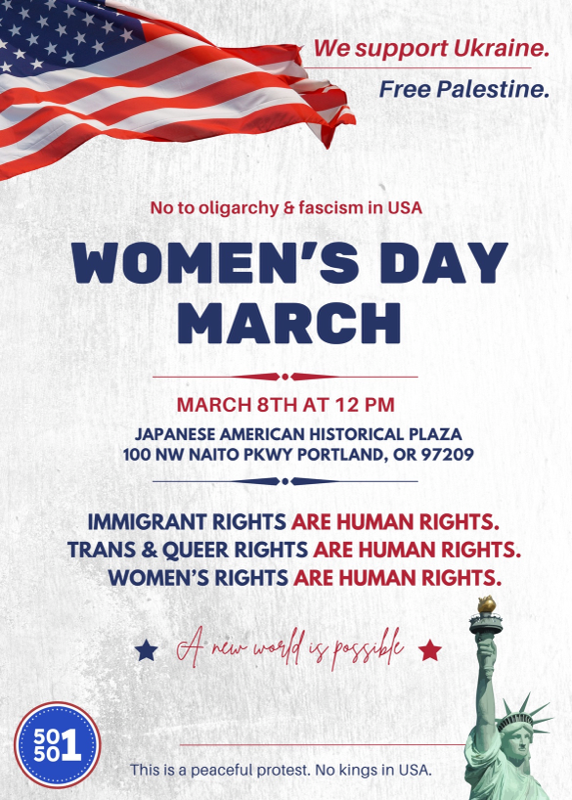 We support Ukraine.
Free Palestine.
No to oligarchy & fascism in USA
WOMEN'S DAY
MARCH
MARCH 8TH AT 12 PM
JAPANESE AMERICAN HISTORICAL PLAZA
100 NW NAITO PKWY PORTLAND, OR 97209
IMMIGRANT RIGHTS ARE HUMAN RIGHTS.
TRANS & QUEER RIGHTS ARE HUMAN RIGHTS.
WOMEN'S RIGHTS ARE HUMAN RIGHTS.
A new world is possible
50
50 1
This is a peaceful protest. No kings in USA.